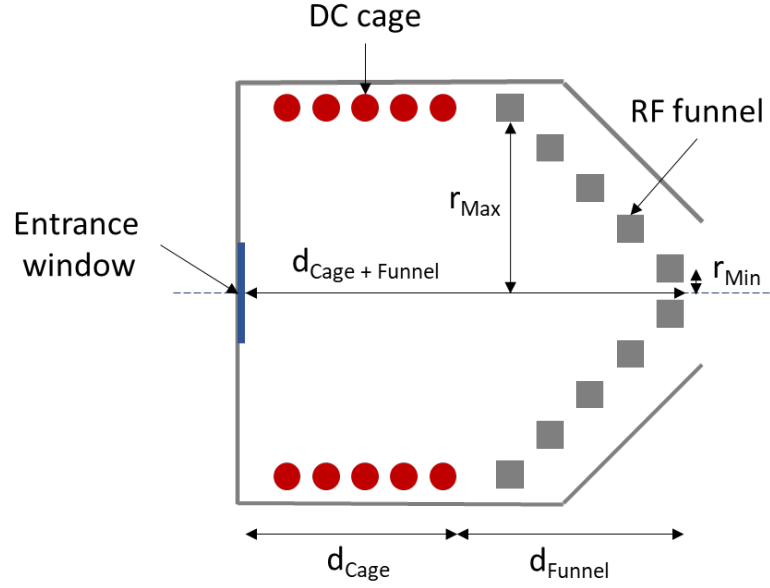 DC cage
RF funnel
r_Max
Entrance
window
d_Cage + Funnel
r_Min
d_Cage
d_Funnel